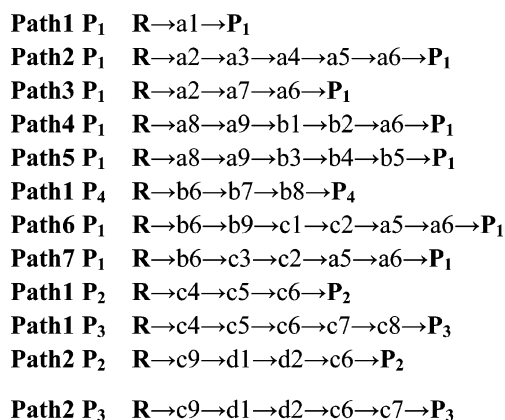 Path1 P₁ R→a1→P₁
Path2 P₁ R→a2→a3→a4→a5→a6→P₁
Path3 P₁ R→a2→a7→a6→P₁
Path4 P₁ R→a8→a9→b1→b2→a6→P₁
Path5 P₁ R→a8→a9→b3→b4→b5→P₁
Path1 P₄ R→b6→b7→b8→P₄
Path6 P₁ R→b6→b9→c1→c2→a5→a6→P₁
Path7 P₁ R→b6→c3→c2→a5→a6→P₁
Path1 P₂ R→c4→c5→c6→P₂
Path1 P₃ R→c4→c5→c6→c7→c8→P₃
Path2 P₂ R→c9→d1→d2→c6→P₂
Path2 P₃ R→c9→d1→d2→c6→c7→P₃